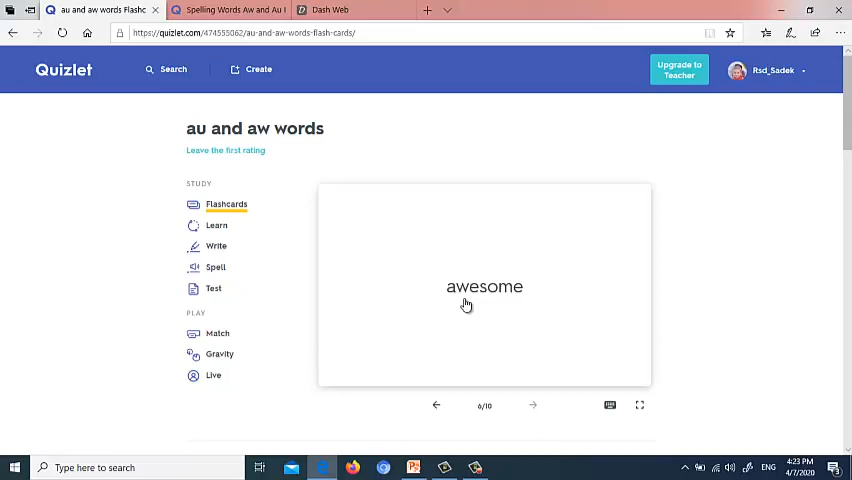 au and aw words Flashc
Spelling Words Aw and Au
Dash Web
https://quizlet.com/474555062/au-and-aw-words-flash-cards/
Quizlet
Search
Create
Upgrade to
Teacher
Rsd_Sadek
au and aw words
Leave the first rating
STUDY
Flashcards
Learn
Write
Spell
Test
PLAY
Match
Gravity
Live
awesome
6/10
Type here to search
ENG
4:23 PM
4/7/2020
3